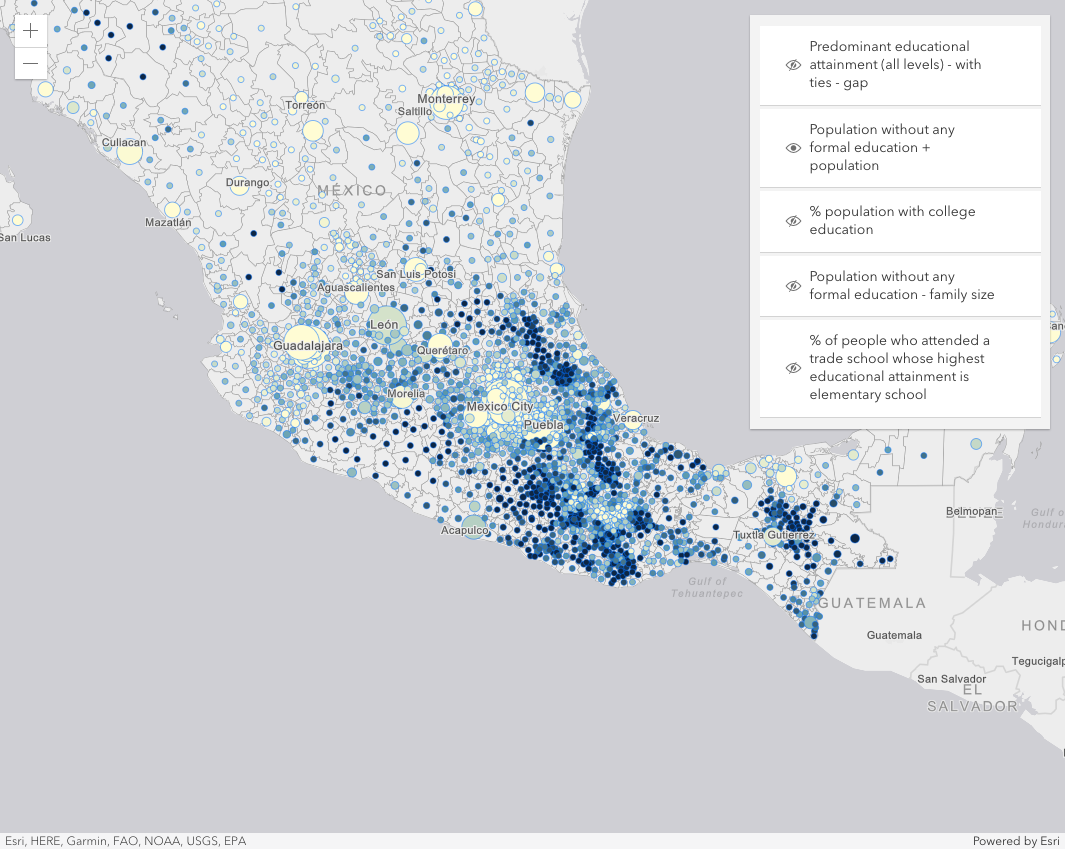 +
−
Predominant educational
attainment (all levels) - with
ties - gap
Population without any
formal education +
population
% population with college
education
Population without any
formal education - family size
% of people who attended a
trade school whose highest
educational attainment is
elementary school
Monterrey
Torreón
Saltillo
Culiacan
Durango
MÉXICO
Mazatlán
San Lucas
San Luis Potosí
Aguascalientes
León
Guadalajara
Querétaro
Morelia
Mexico City
Puebla
Veracruz
Acapulco
Tuxtla Gutierrez
Belmopan
Gulf of
Hondur
Gulf of
Tehuantepec
GUATEMALA
Guatemala
HOND
Tegucigalp
San Salvador
EL
SALVADOR
Esri, HERE, Garmin, FAO, NOAA, USGS, EPA
Powered by Esri